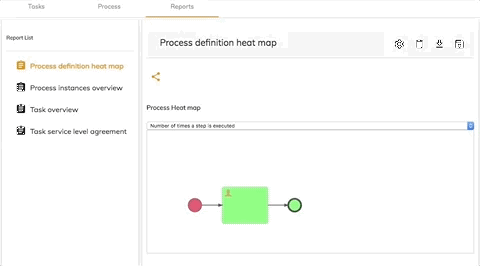 Tasks
Process
Reports
Report List
Process definition heat map
Process instances overview
Task overview
Task service level agreement
Process definition heat map
Process Heat map
Number of times a step is executed